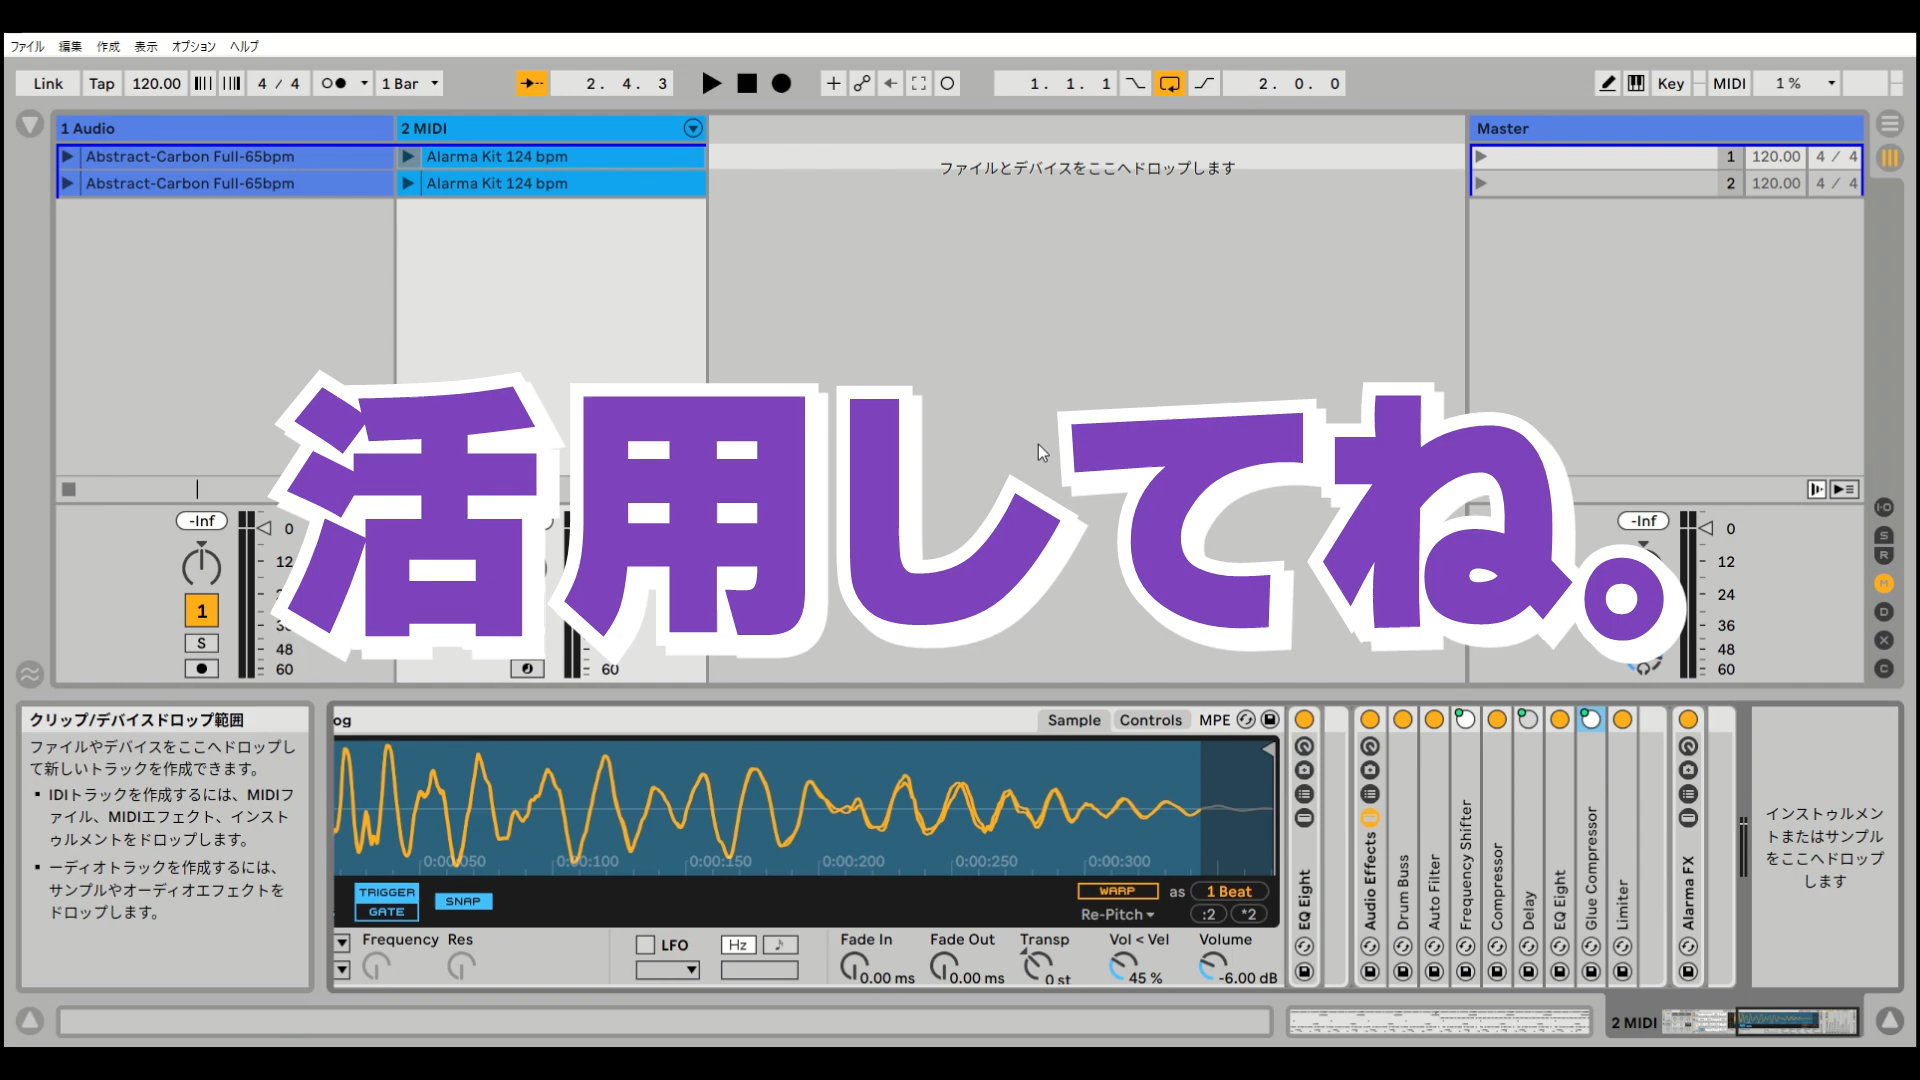 ファイル 編集 作成 表示 オプション ヘルプ
Link Tap 120.00 4 / 4 1 Bar 2. 4. 3 1. 1. 1 2. 0. 0 Key MIDI 1 %
1 Audio 2 MIDI Master
Abstract-Carbon Full-65bpm Alarma Kit 124 bpm 1 120.00 4 / 4
ファイルとデバイスをここへドロップします
Abstract-Carbon Full-65bpm Alarma Kit 124 bpm 2 120.00 4 / 4
活用してね。
-Inf 0 -Inf 0
12 12
24
36
1
S
48 48
60 60 60
I-O
S
R
M
D
X
C
クリップ/デバイスドロップ範囲
ファイルやデバイスをここへドロップし
て新しいトラックを作成できます。
▪ IDIトラックを作成するには、MIDIフ
ァイル、MIDIエフェクト、インスト
ゥルメントをドロップします。
▪ ーディオトラックを作成するには、
サンプルやオーディオエフェクトを
ドロップします。
og Sample Controls MPE
0:00:050 0:00:100 0:00:150 0:00:200 0:00:250 0:00:300
TRIGGER
GATE
SNAP
WARP as 1 Beat
Re-Pitch :2 *2
Frequency Res LFO Hz Fade In Fade Out Transp Vol < Vel Volume
0.00 ms 0.00 ms 0 st 45 % -6.00 dB
EQ Eight
Audio Effects
Drum Buss
Auto Filter
Frequency Shifter
Compressor
Delay
EQ Eight
Glue Compressor
Limiter
Alarma FX
インストゥルメン
トまたはサンプル
をここへドロップ
します
2 MIDI